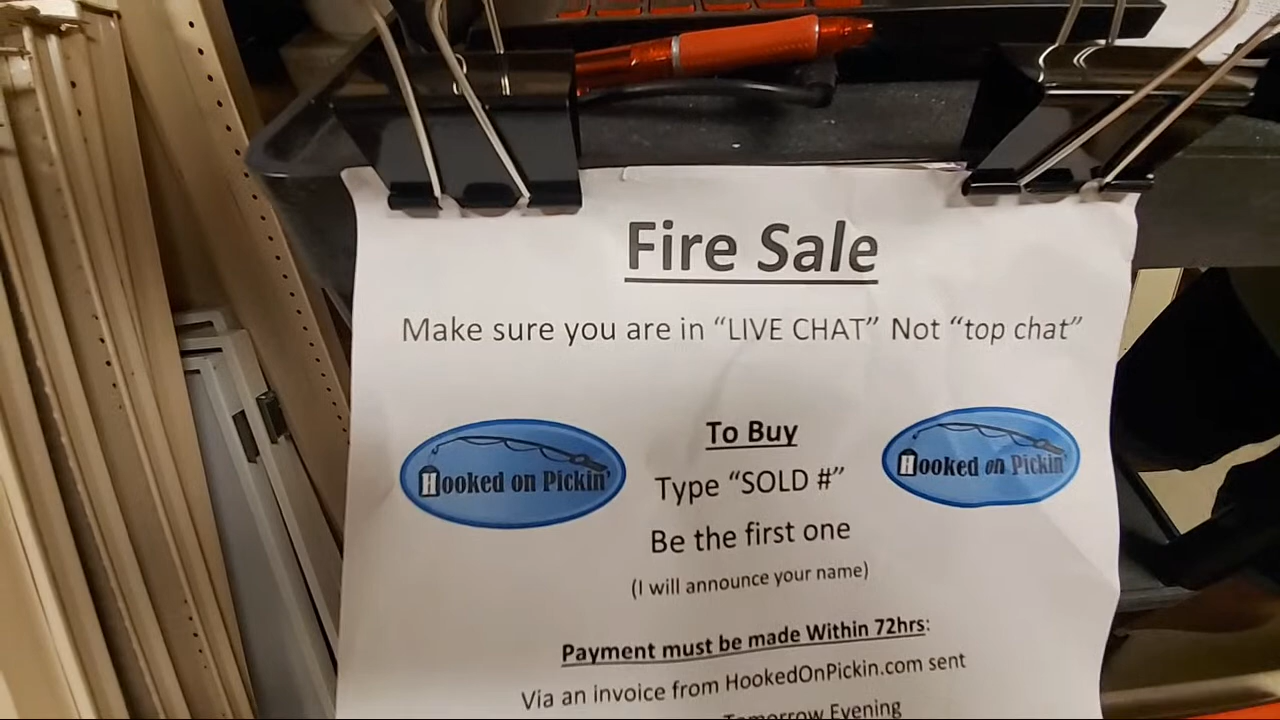 Fire Sale
Make sure you are in “LIVE CHAT” Not “top chat”
Hooked on Pickin'
To Buy
Hooked on Pickin'
Type “SOLD #”
Be the first one
(I will announce your name)
Payment must be made Within 72hrs:
Via an invoice from HookedOnPickin.com sent
Tomorrow Evening